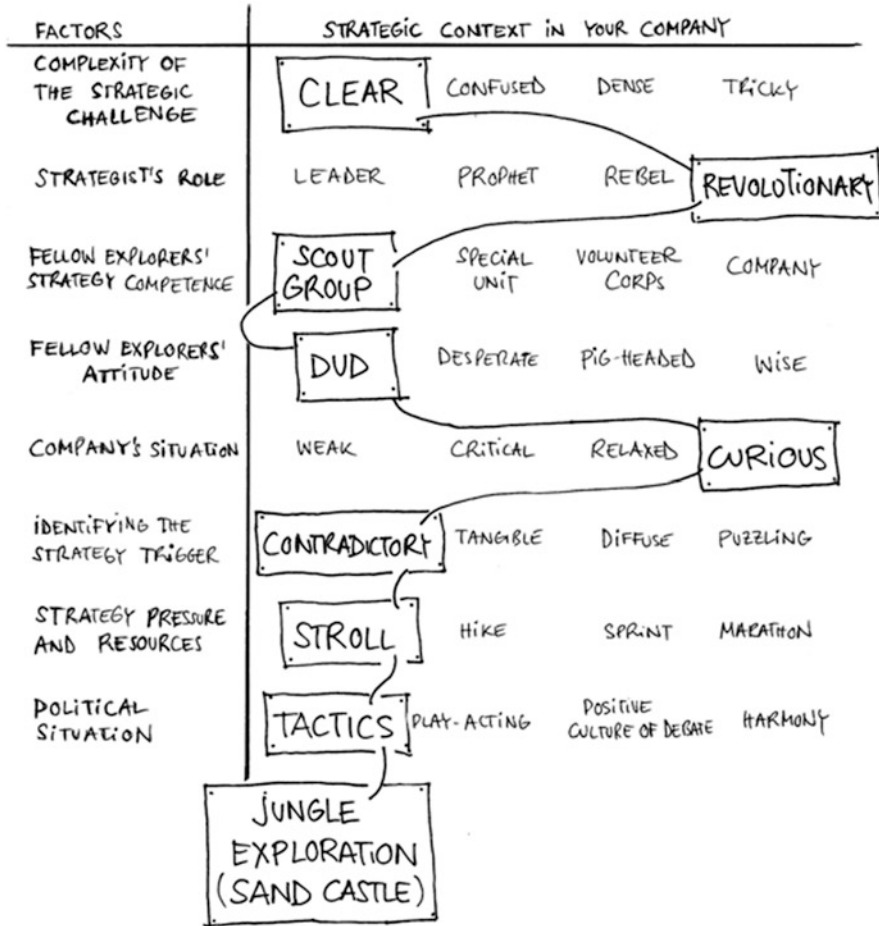 FACTORS STRATEGIC CONTEXT IN YOUR COMPANY
COMPLEXITY OF
THE STRATEGIC
CHALLENGE
CLEAR CONFUSED DENSE TRICKY
STRATEGIST'S ROLE LEADER PROPHET REBEL REVOLUTIONARY
FELLOW EXPLORERS'
STRATEGY COMPETENCE
SCOUT
GROUP
SPECIAL
UNIT
VOLUNTEER
CORPS
COMPANY
FELLOW EXPLORERS'
ATTITUDE
DUD DESPERATE PIG-HEADED WISE
COMPANY'S SITUATION WEAK CRITICAL RELAXED CURIOUS
IDENTIFYING THE
STRATEGY TRIGGER
CONTRADICTORY TANGIBLE DIFFUSE PUZZLING
STRATEGY PRESSURE
AND RESOURCES
STROLL HIKE SPRINT MARATHON
POLITICAL
SITUATION
TACTICS PLAY-ACTING
POSITIVE
CULTURE OF DEBATE
HARMONY
JUNGLE
EXPLORATION
(SAND CASTLE)